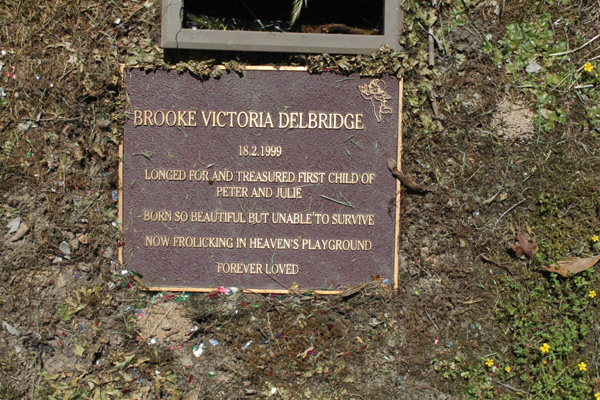 BROOKE VICTORIA DELBRIDGE
18.2.1999
LONGED FOR AND TREASURED FIRST CHILD OF
PETER AND JULIE
BORN SO BEAUTIFUL BUT UNABLE TO SURVIVE
NOW FROLICKING IN HEAVEN'S PLAYGROUND
FOREVER LOVED